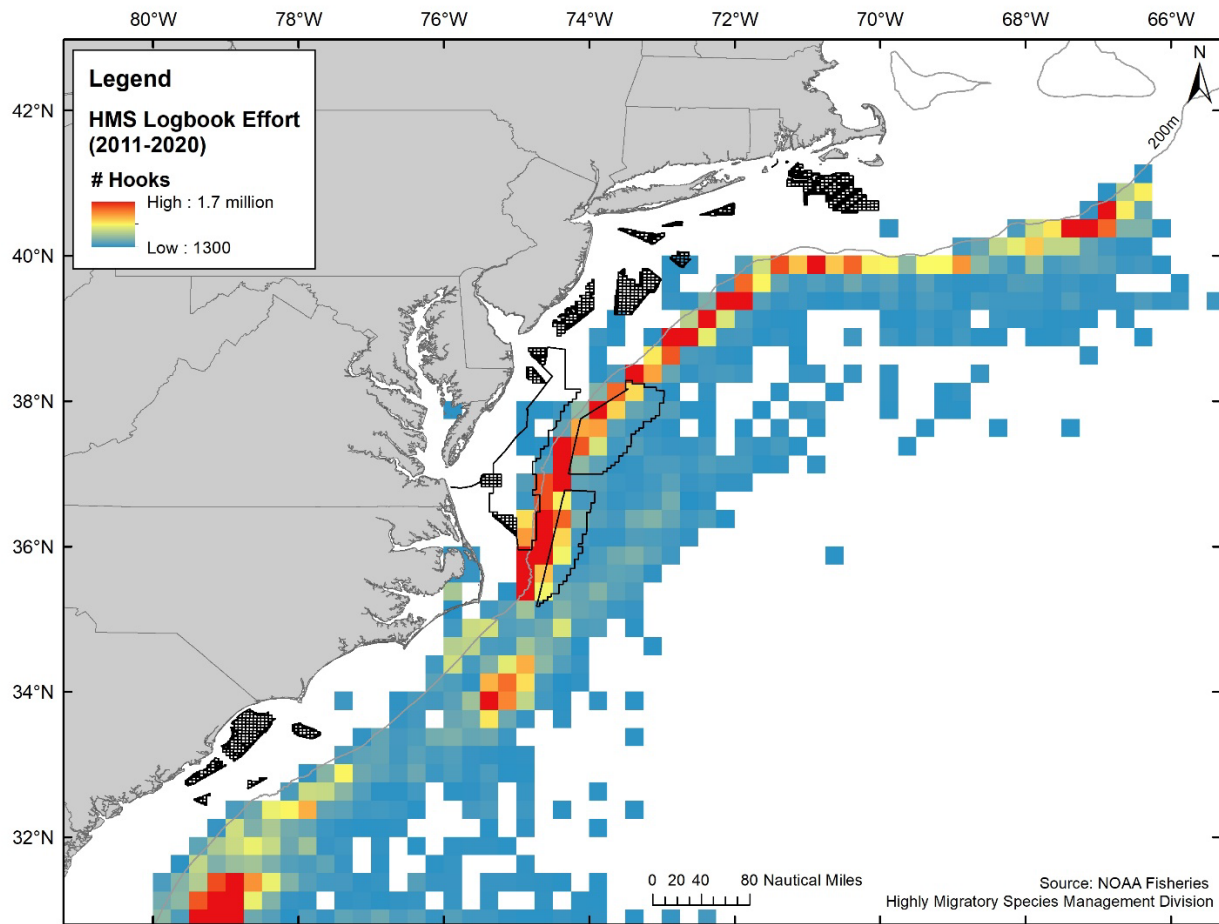 80°W 78°W 76°W 74°W 72°W 70°W 68°W 66°W
Legend
HMS Logbook Effort
(2011-2020)
# Hooks
High : 1.7 million
Low : 1300
N
200m
42°N
40°N
38°N
36°N
34°N
32°N
0 20 40 80 Nautical Miles
Source: NOAA Fisheries
Highly Migratory Species Management Division